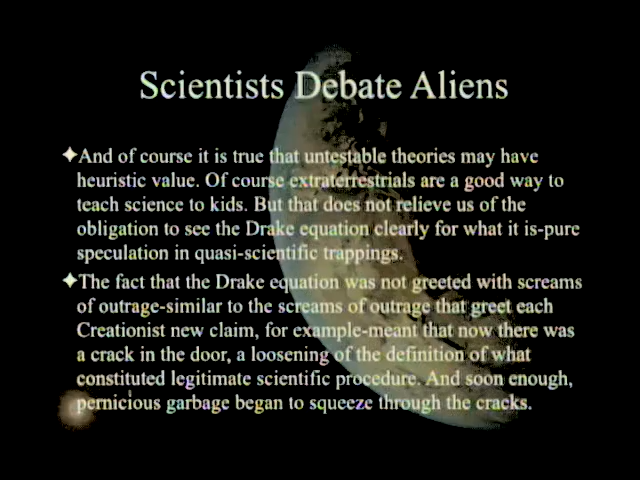 Scientists Debate Aliens
✦And of course it is true that untestable theories may have
heuristic value. Of course extraterrestrials are a good way to
teach science to kids. But that does not relieve us of the
obligation to see the Drake equation clearly for what it is-pure
speculation in quasi-scientific trappings.
✦The fact that the Drake equation was not greeted with screams
of outrage-similar to the screams of outrage that greet each
Creationist new claim, for example-meant that now there was
a crack in the door, a loosening of the definition of what
constituted legitimate scientific procedure. And soon enough,
pernicious garbage began to squeeze through the cracks.